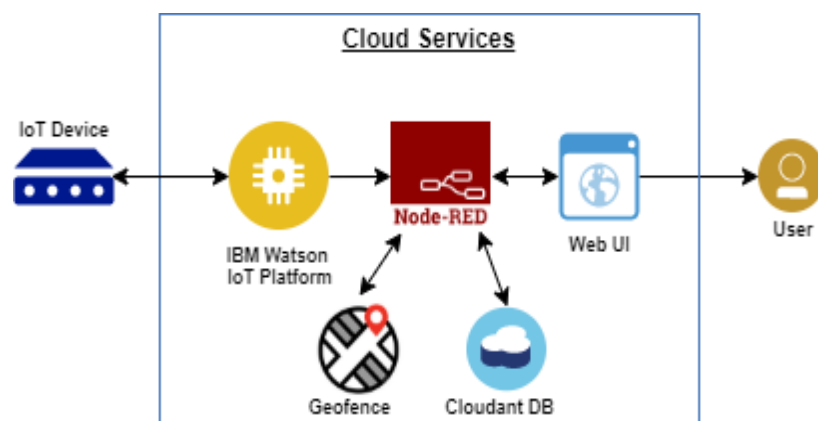 Cloud Services
IoT Device
Node-RED
IBM Watson
IoT Platform
Web UI
User
Geofence
Cloudant DB